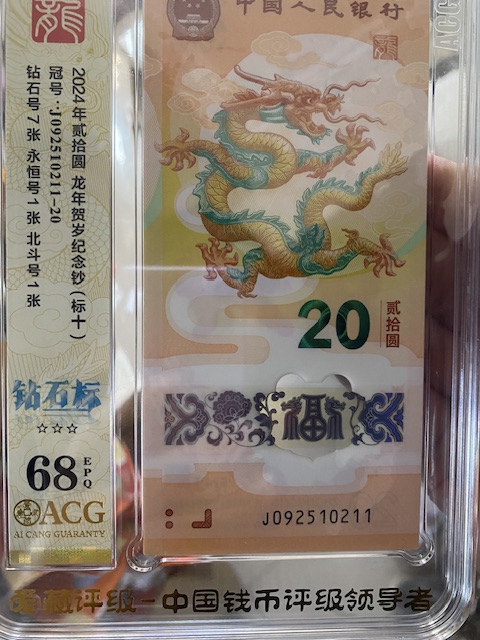 中国人民银行
龍
2024年贰拾圆 龙年贺岁纪念钞(标十)
冠号:J092510211-20
钻石号7张 永恒号1张 北斗号1张
20
贰拾圆
福
钻石标
☆☆☆
68
EPQ
ACG
AI CANG GUARANTY
J092510211
爱藏评级-中国钱币评级领导者
ACG